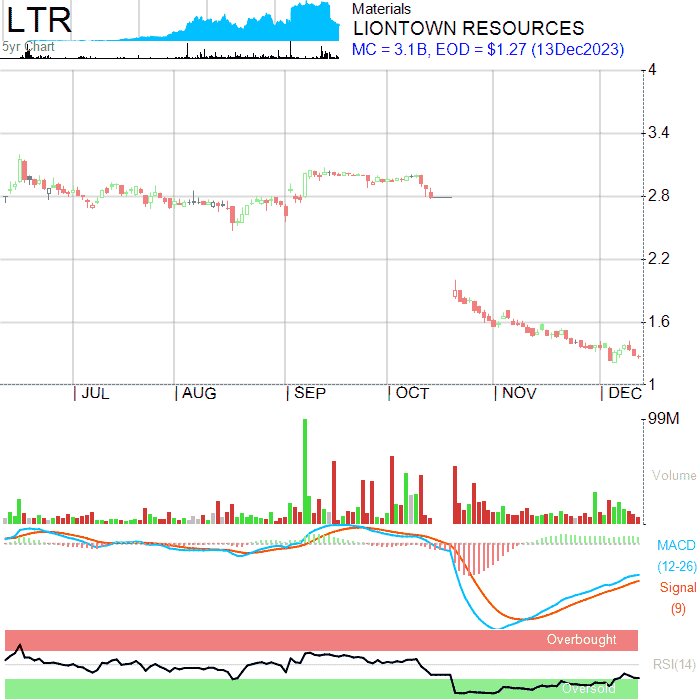 LTR
5yr Chart
Materials
LIONTOWN RESOURCES
MC = 3.1B, EOD = $1.27 (13Dec2023)
4
3.4
2.8
2.2
1.6
1
JUL AUG SEP OCT NOV DEC
99M
Volume
MACD
(12-26)
Signal
(9)
Overbought
RSI(14)
Oversold